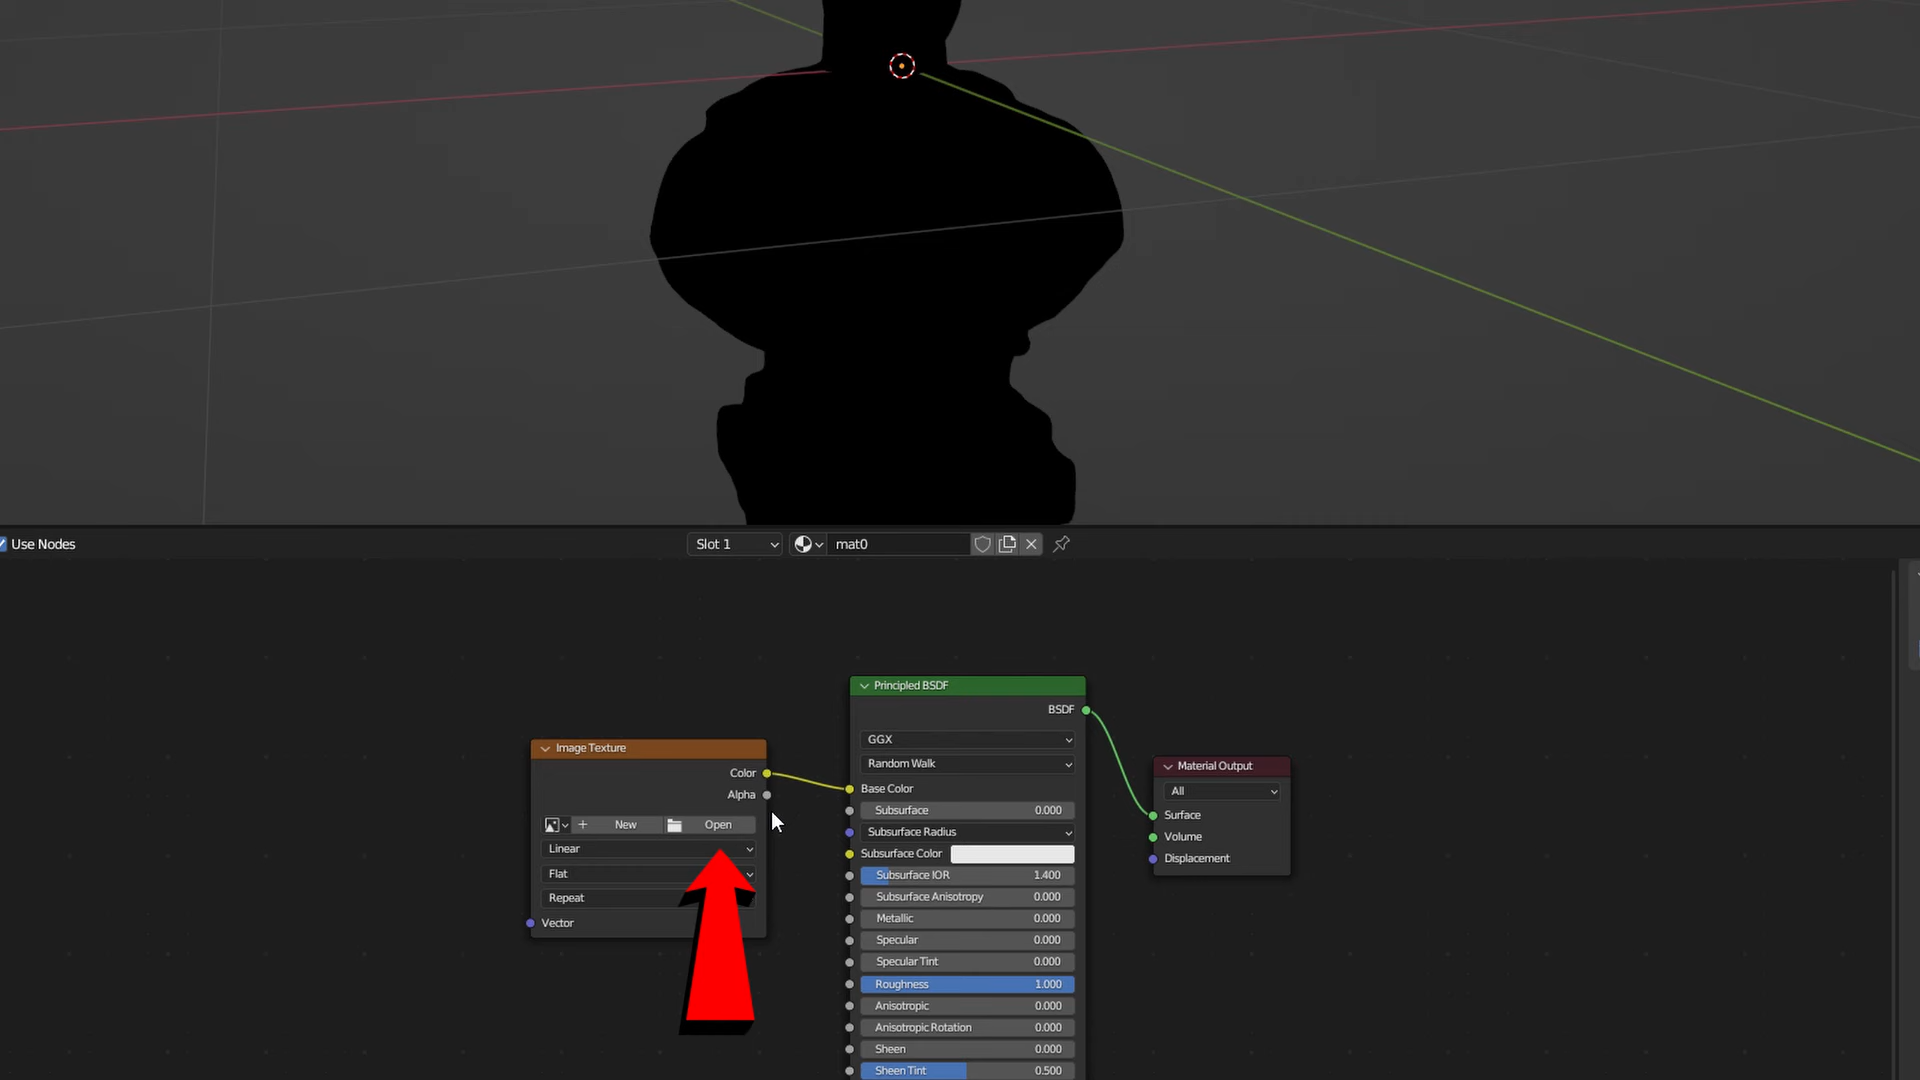 Use Nodes
Slot 1
mat0
Image Texture
Color
Alpha
New
Open
Linear
Flat
Repeat
Vector
Principled BSDF
BSDF
GGX
Random Walk
Base Color
Subsurface 0.000
Subsurface Radius
Subsurface Color
Subsurface IOR 1.400
Subsurface Anisotropy 0.000
Metallic 0.000
Specular 0.000
Specular Tint 0.000
Roughness 1.000
Anisotropic 0.000
Anisotropic Rotation 0.000
Sheen 0.000
Sheen Tint 0.500
Material Output
All
Surface
Volume
Displacement